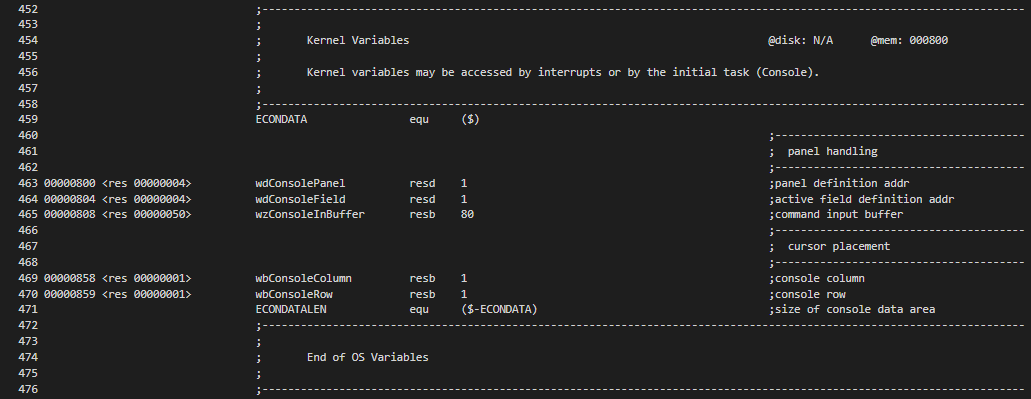 452 ;-----------------------------------------------------------------------------------------------------------------------
453 ;
454 ; Kernel Variables @disk: N/A @mem: 000800
455 ;
456 ; Kernel variables may be accessed by interrupts or by the initial task (Console).
457 ;
458 ;-----------------------------------------------------------------------------------------------------------------------
459 ECONDATA equ ($)
460 ;---------------------------------------
461 ; panel handling
462 ;---------------------------------------
463 00000800 <res 00000004> wdConsolePanel resd 1 ;panel definition addr
464 00000804 <res 00000004> wdConsoleField resd 1 ;active field definition addr
465 00000808 <res 00000050> wzConsoleInBuffer resb 80 ;command input buffer
466 ;---------------------------------------
467 ; cursor placement
468 ;---------------------------------------
469 00000858 <res 00000001> wbConsoleColumn resb 1 ;console column
470 00000859 <res 00000001> wbConsoleRow resb 1 ;console row
471 ECONDATALEN equ ($-ECONDATA) ;size of console data area
472 ;-----------------------------------------------------------------------------------------------------------------------
473 ;
474 ; End of OS Variables
475 ;
476 ;-----------------------------------------------------------------------------------------------------------------------